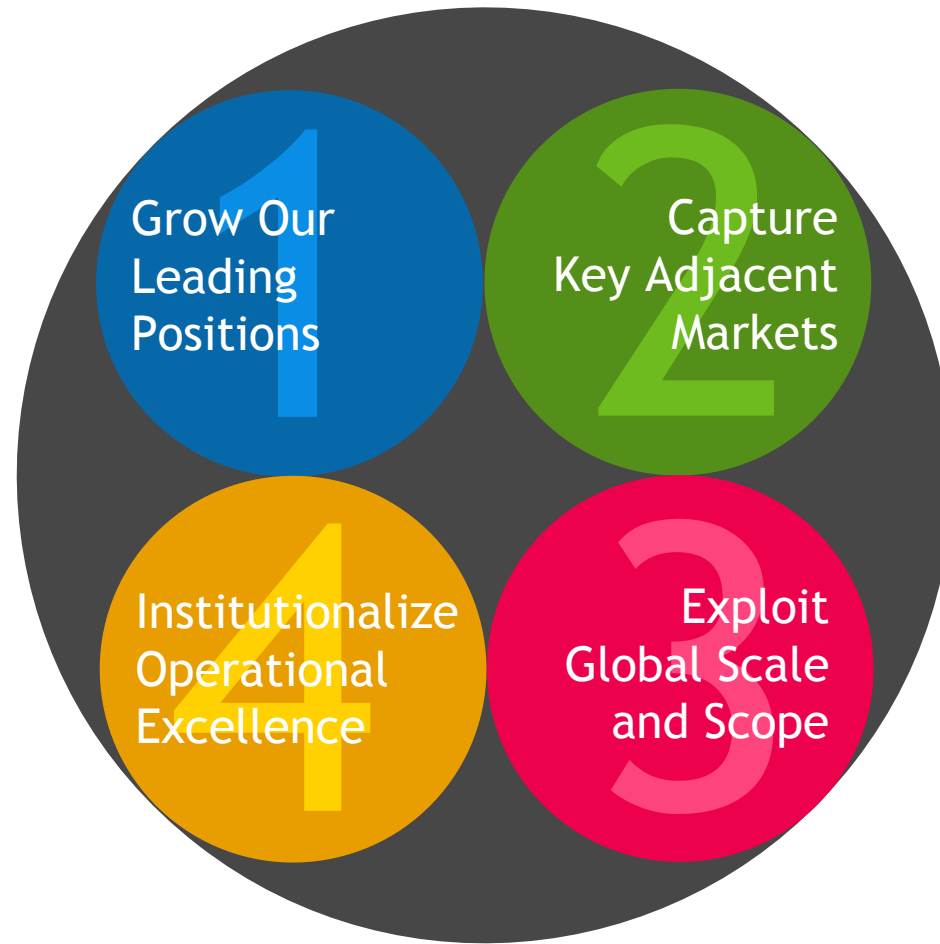 1
Grow Our
Leading
Positions
2
Capture
Key Adjacent
Markets
3
Exploit
Global Scale
and Scope
4
Institutionalize
Operational
Excellence